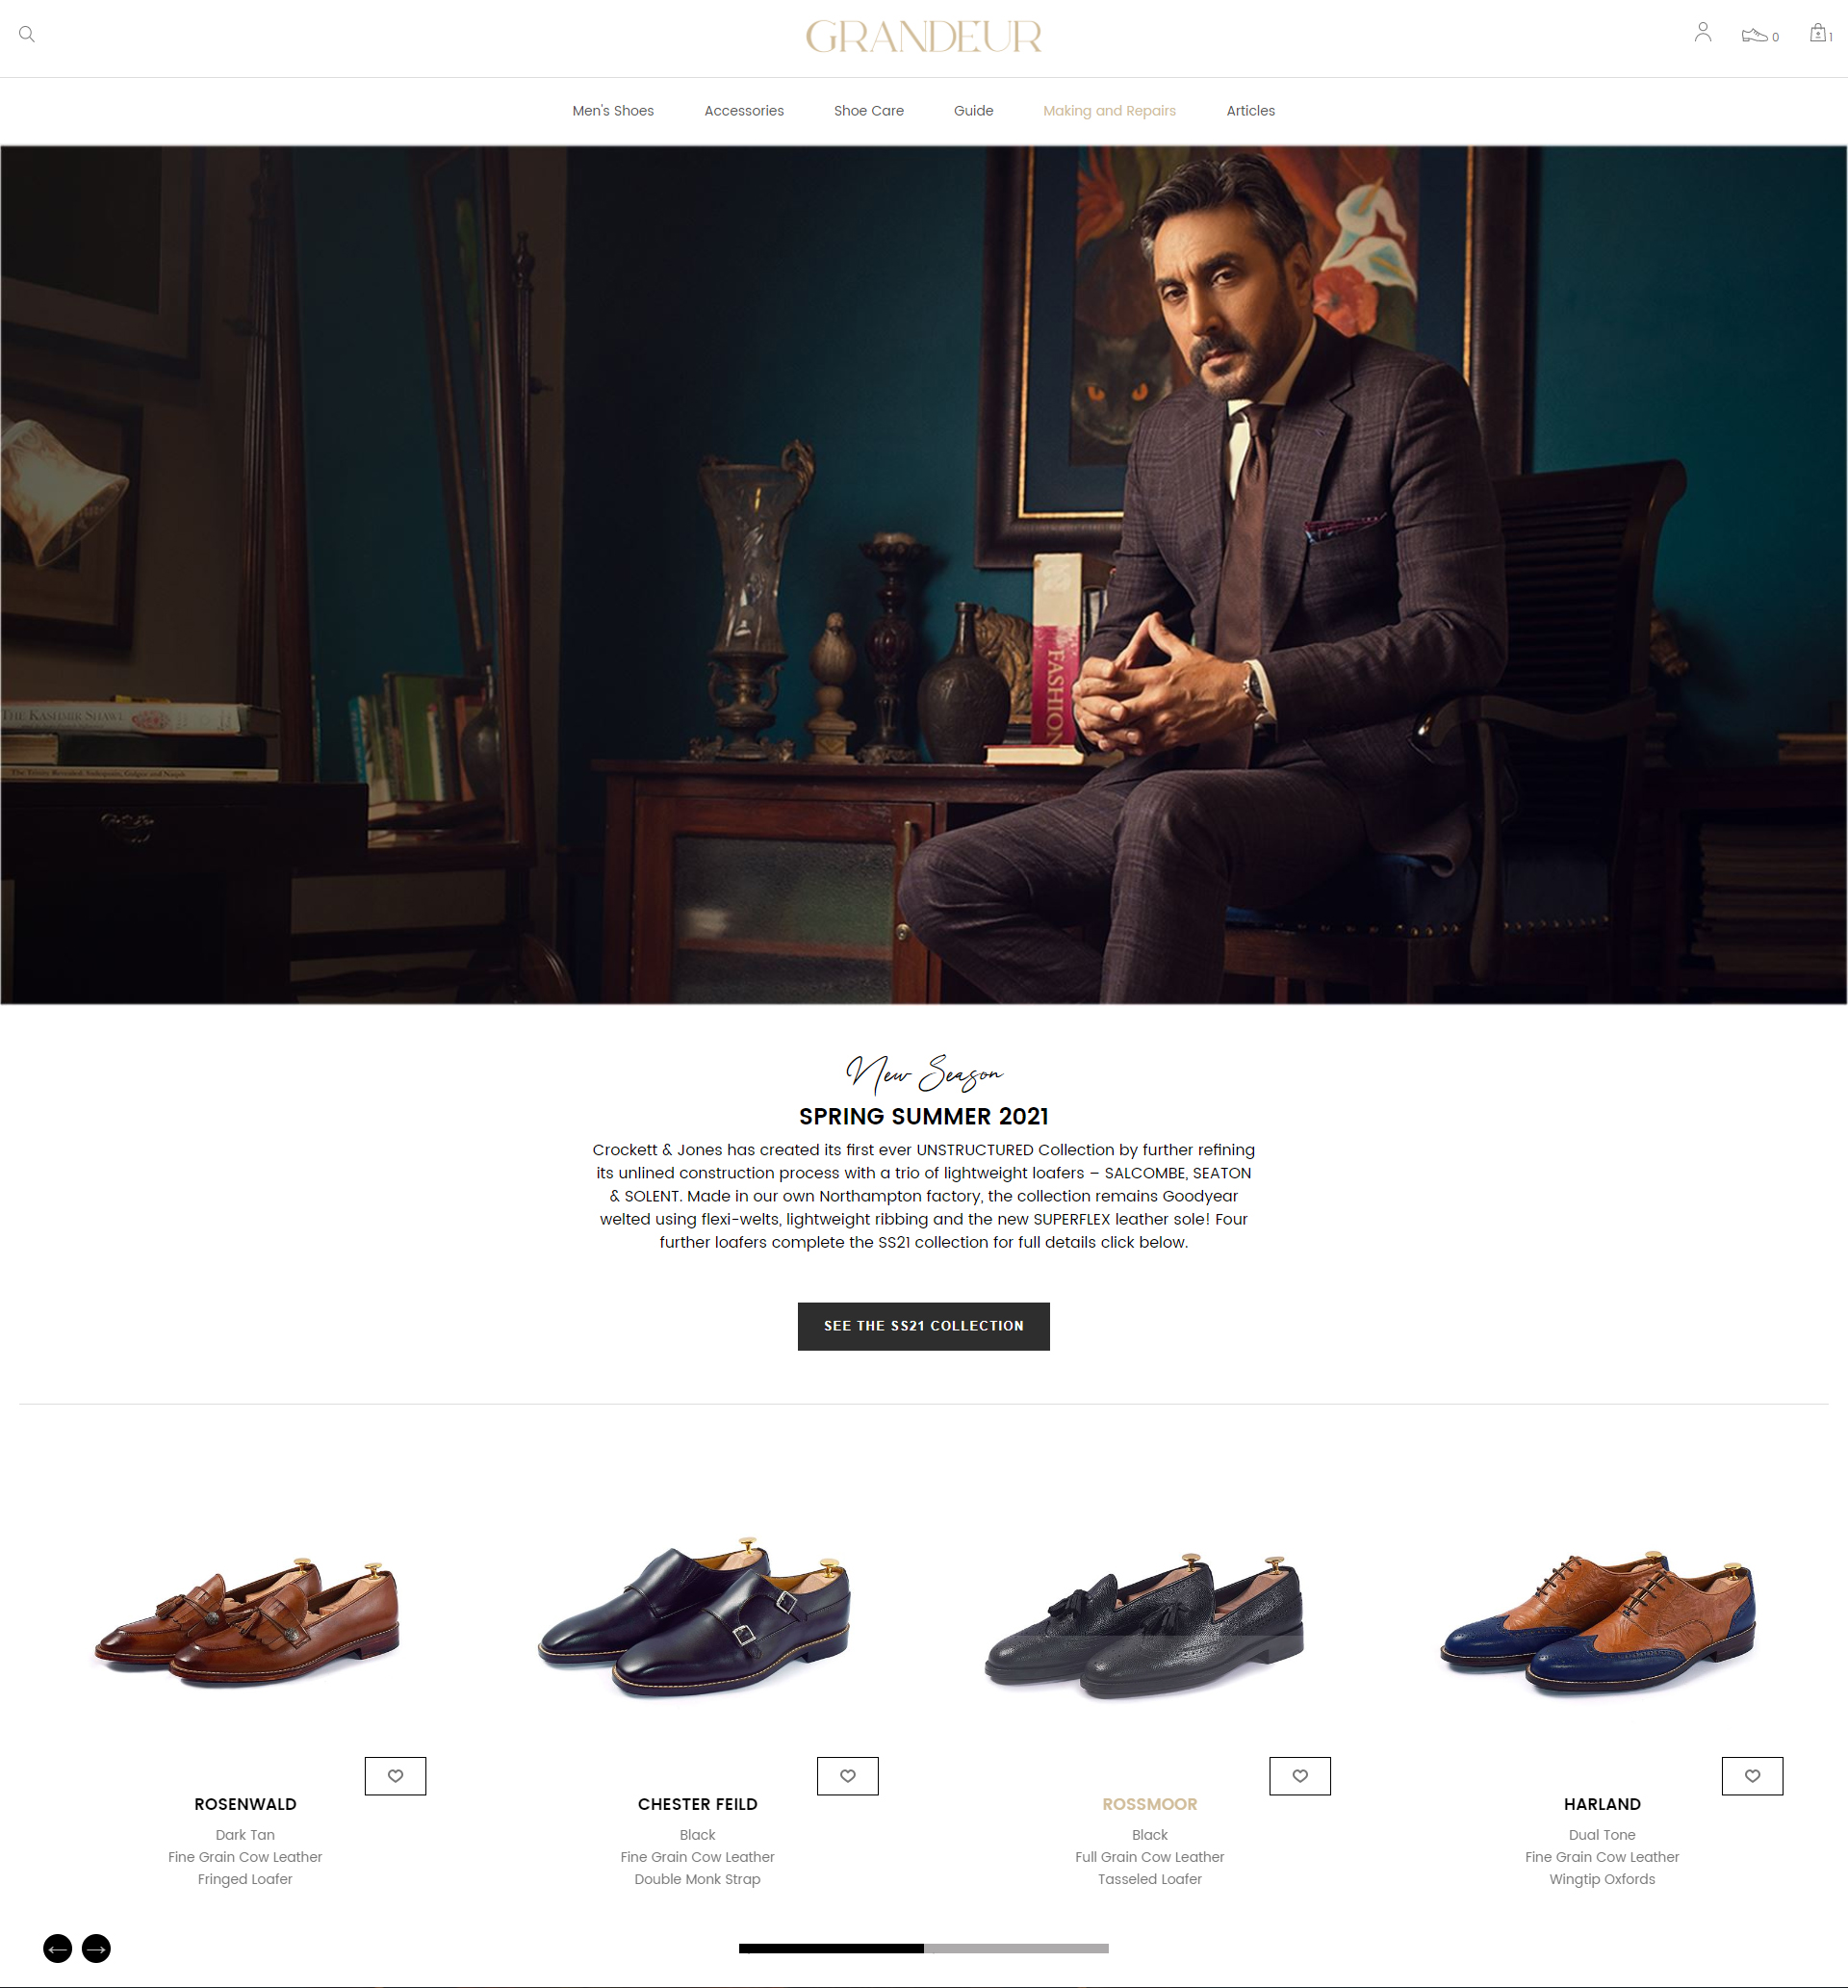 GRANDEUR
0
1
Men's Shoes
Accessories
Shoe Care
Guide
Making and Repairs
Articles
FASHION
THE KASHMIR SHAWL
New Season
SPRING SUMMER 2021
Crockett & Jones has created its first ever UNSTRUCTURED Collection by further refining
its unlined construction process with a trio of lightweight loafers – SALCOMBE, SEATON
& SOLENT. Made in our own Northampton factory, the collection remains Goodyear
welted using flexi-welts, lightweight ribbing and the new SUPERFLEX leather sole! Four
further loafers complete the SS21 collection for full details click below.
SEE THE SS21 COLLECTION
ROSENWALD
Dark Tan
Fine Grain Cow Leather
Fringed Loafer
CHESTER FEILD
Black
Fine Grain Cow Leather
Double Monk Strap
ROSSMOOR
Black
Full Grain Cow Leather
Tasseled Loafer
HARLAND
Dual Tone
Fine Grain Cow Leather
Wingtip Oxfords